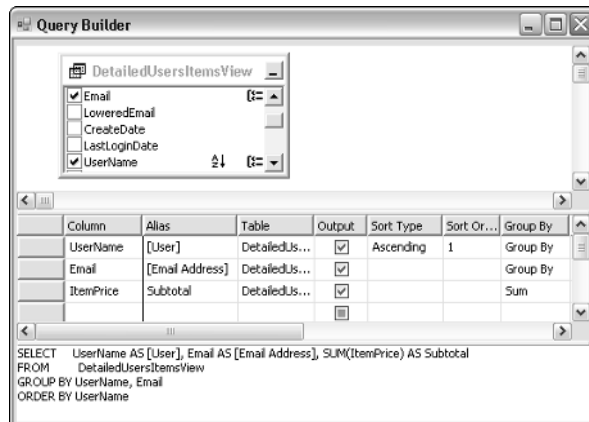 Query Builder
DetailedUsersItemsView
Email
LoweredEmail
CreateDate
LastLoginDate
UserName
Column Alias Table Output Sort Type Sort Or... Group By
UserName [User] DetailedUs... Ascending 1 Group By
Email [Email Address] DetailedUs... Group By
ItemPrice Subtotal DetailedUs... Sum
SELECT UserName AS [User], Email AS [Email Address], SUM(ItemPrice) AS Subtotal
FROM DetailedUsersItemsView
GROUP BY UserName, Email
ORDER BY UserName